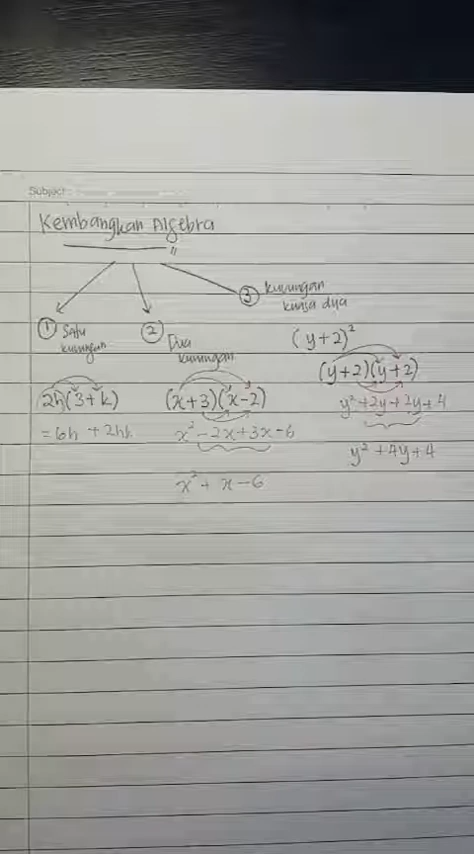 Subject :
Kembangkan Algebra
① Satu
kurungan
② Dua
kurungan
③ kurungan
kuasa dua
2h(3+k)
= 6h + 2hk
(x+3)(x-2)
x² - 2x + 3x - 6
x² + x - 6
(y+2)²
(y+2)(y+2)
y² + 2y + 2y + 4
y² + 4y + 4